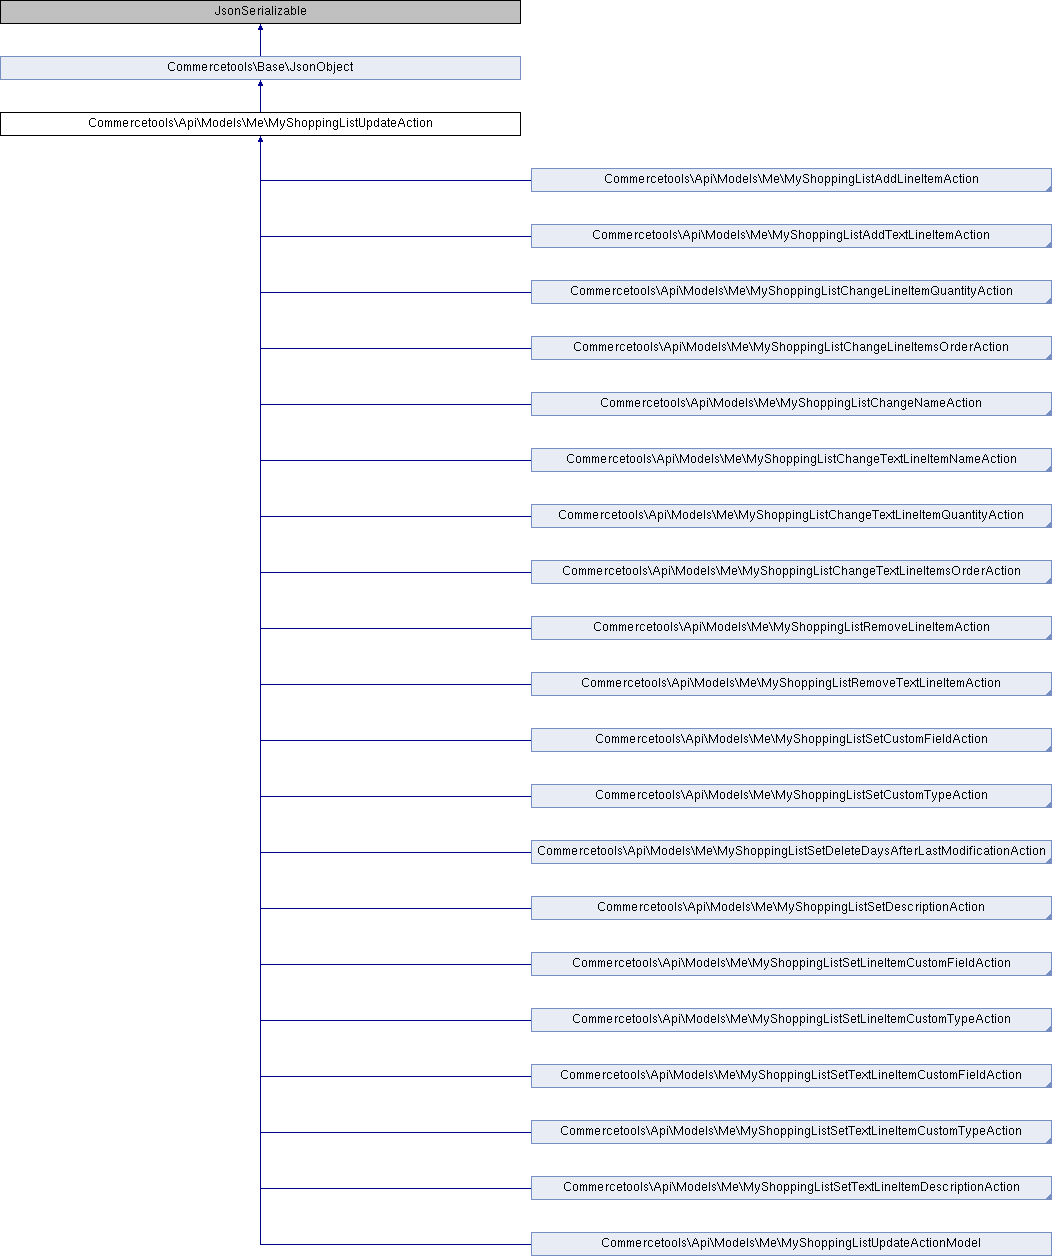 JsonSerializable
Commercetools\Base\JsonObject
Commercetools\Api\Models\Me\MyShoppingListUpdateAction
Commercetools\Api\Models\Me\MyShoppingListAddLineItemAction
Commercetools\Api\Models\Me\MyShoppingListAddTextLineItemAction
Commercetools\Api\Models\Me\MyShoppingListChangeLineItemQuantityAction
Commercetools\Api\Models\Me\MyShoppingListChangeLineItemsOrderAction
Commercetools\Api\Models\Me\MyShoppingListChangeNameAction
Commercetools\Api\Models\Me\MyShoppingListChangeTextLineItemNameAction
Commercetools\Api\Models\Me\MyShoppingListChangeTextLineItemQuantityAction
Commercetools\Api\Models\Me\MyShoppingListChangeTextLineItemsOrderAction
Commercetools\Api\Models\Me\MyShoppingListRemoveLineItemAction
Commercetools\Api\Models\Me\MyShoppingListRemoveTextLineItemAction
Commercetools\Api\Models\Me\MyShoppingListSetCustomFieldAction
Commercetools\Api\Models\Me\MyShoppingListSetCustomTypeAction
Commercetools\Api\Models\Me\MyShoppingListSetDeleteDaysAfterLastModificationAction
Commercetools\Api\Models\Me\MyShoppingListSetDescriptionAction
Commercetools\Api\Models\Me\MyShoppingListSetLineItemCustomFieldAction
Commercetools\Api\Models\Me\MyShoppingListSetLineItemCustomTypeAction
Commercetools\Api\Models\Me\MyShoppingListSetTextLineItemCustomFieldAction
Commercetools\Api\Models\Me\MyShoppingListSetTextLineItemCustomTypeAction
Commercetools\Api\Models\Me\MyShoppingListSetTextLineItemDescriptionAction
Commercetools\Api\Models\Me\MyShoppingListUpdateActionModel